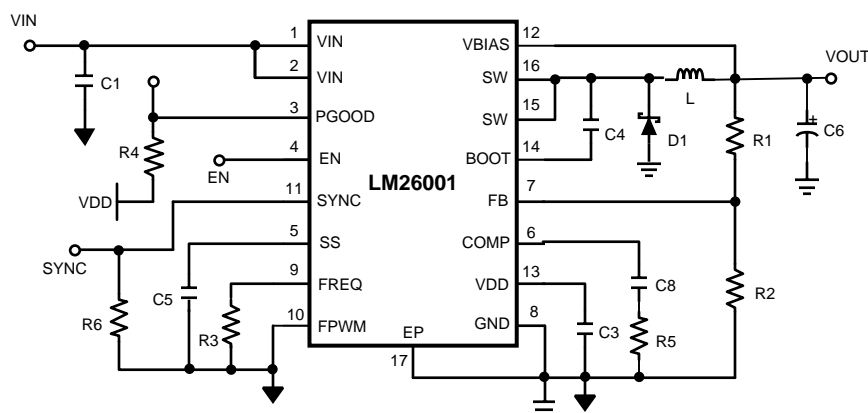 VIN
1
VIN
2
VIN
C1
3
PGOOD
R4
4
EN
EN
VDD
11
SYNC
SYNC
5
SS
C5
9
FREQ
R6
R3
10
FPWM
LM26001
EP
17
VBIAS
12
VOUT
SW
16
L
SW
15
C4
D1
R1
C6
+
BOOT
14
FB
7
COMP
6
C8
R2
VDD
13
GND
8
C3
R5